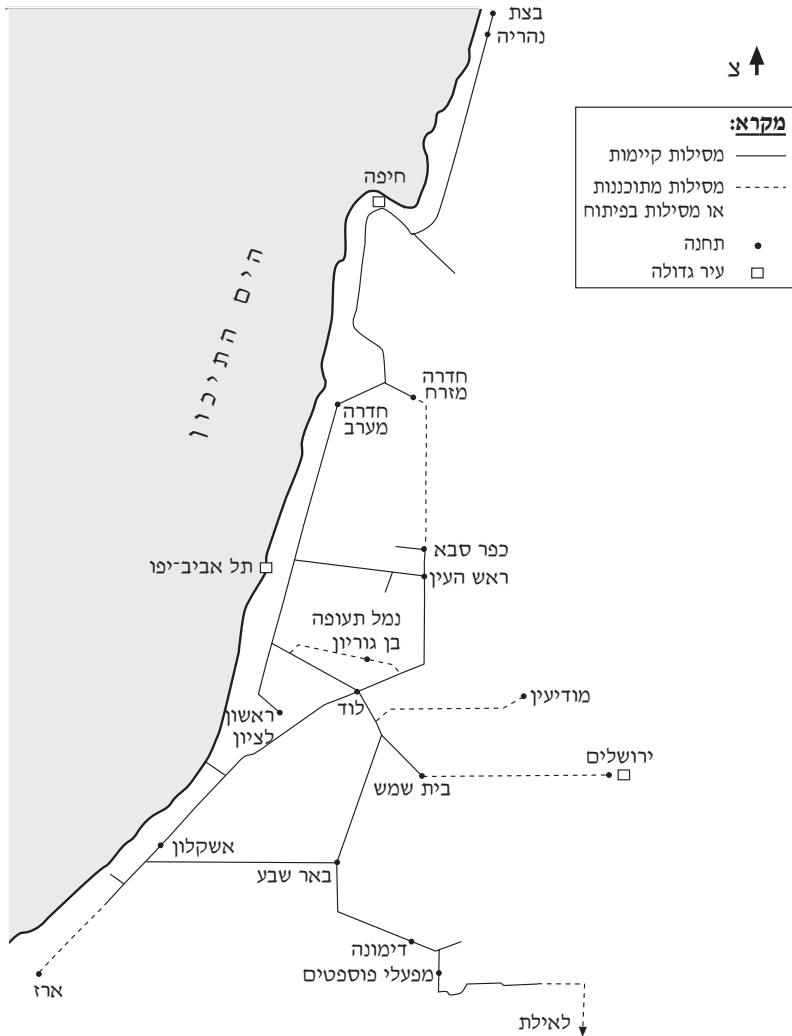 בצת
נהריה
צ
מקרא:
מסילות קיימות
מסילות מתוכננות
או מסילות בפיתוח
תחנה
עיר גדולה
חיפה
הים התיכון
חדרה
מזרח
חדרה
מערב
כפר סבא
תל אביב-יפו
ראש העין
נמל תעופה
בן גוריון
מודיעין
לוד
ראשון
לציון
ירושלים
בית שמש
אשקלון
באר שבע
דימונה
מפעלי פוספטים
ארז
לאילת